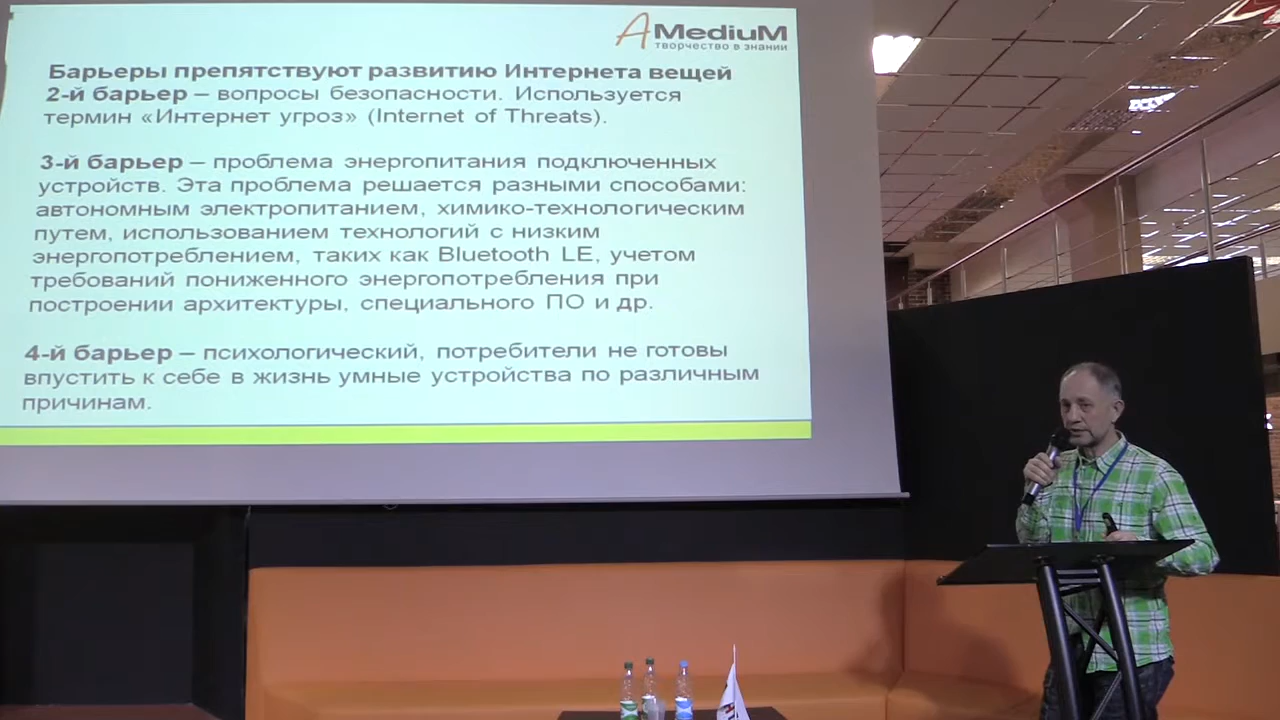 AMediuM
творчество в знании
Барьеры препятствуют развитию Интернета вещей
2-й барьер – вопросы безопасности. Используется
термин «Интернет угроз» (Internet of Threats).
3-й барьер – проблема энергопитания подключенных
устройств. Эта проблема решается разными способами:
автономным электропитанием, химико-технологическим
путем, использованием технологий с низким
энергопотреблением, таких как Bluetooth LE, учетом
требований пониженного энергопотребления при
построении архитектуры, специального ПО и др.
4-й барьер – психологический, потребители не готовы
впустить к себе в жизнь умные устройства по различным
причинам.